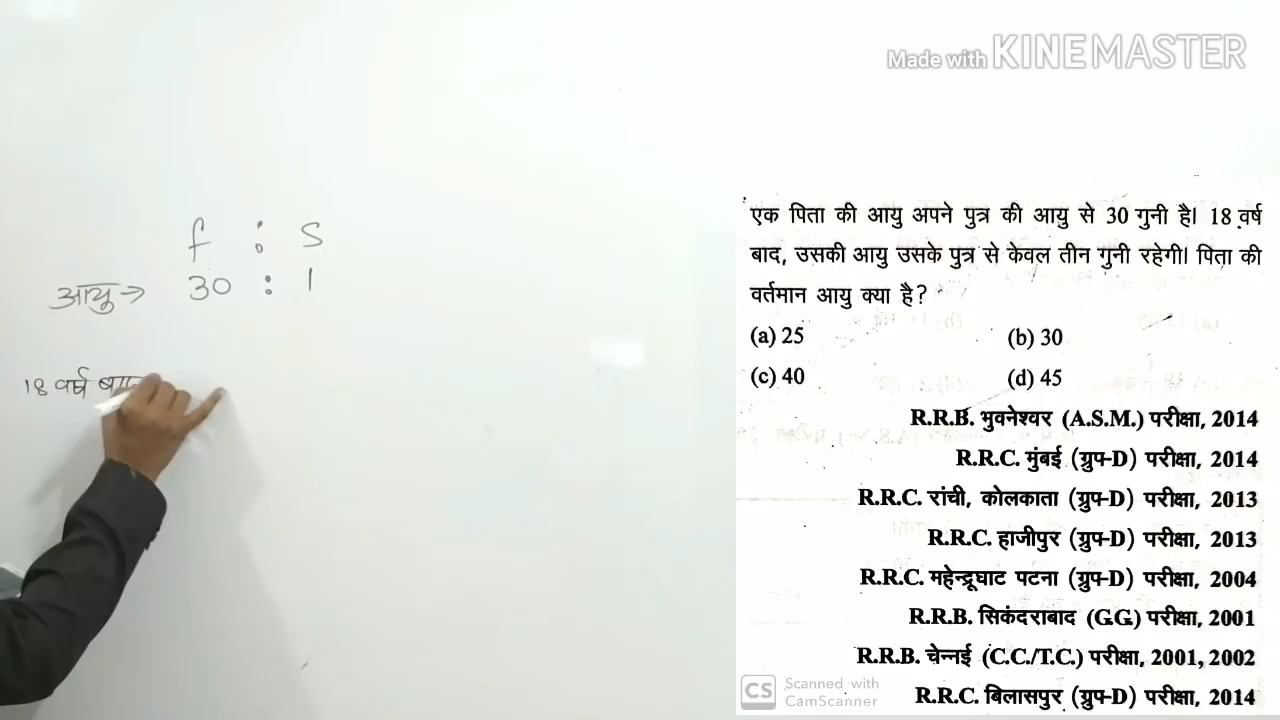 Made with KINEMASTER
f : S
आयु → 30 : 1
18 वर्ष बाद
एक पिता की आयु अपने पुत्र की आयु से 30 गुनी है। 18 वर्ष
बाद, उसकी आयु उसके पुत्र से केवल तीन गुनी रहेगी। पिता की
वर्तमान आयु क्या है?
(a) 25 (b) 30
(c) 40 (d) 45
R.R.B. भुवनेश्वर (A.S.M.) परीक्षा, 2014
R.R.C. मुंबई (ग्रुप-D) परीक्षा, 2014
R.R.C. रांची, कोलकाता (ग्रुप-D) परीक्षा, 2013
R.R.C. हाजीपुर (ग्रुप-D) परीक्षा, 2013
R.R.C. महेन्द्रूघाट पटना (ग्रुप-D) परीक्षा, 2004
R.R.B. सिकंदराबाद (G.G.) परीक्षा, 2001
R.R.B. चेन्नई (C.C./T.C.) परीक्षा, 2001, 2002
R.R.C. बिलासपुर (ग्रुप-D) परीक्षा, 2014
CS Scanned with
CamScanner